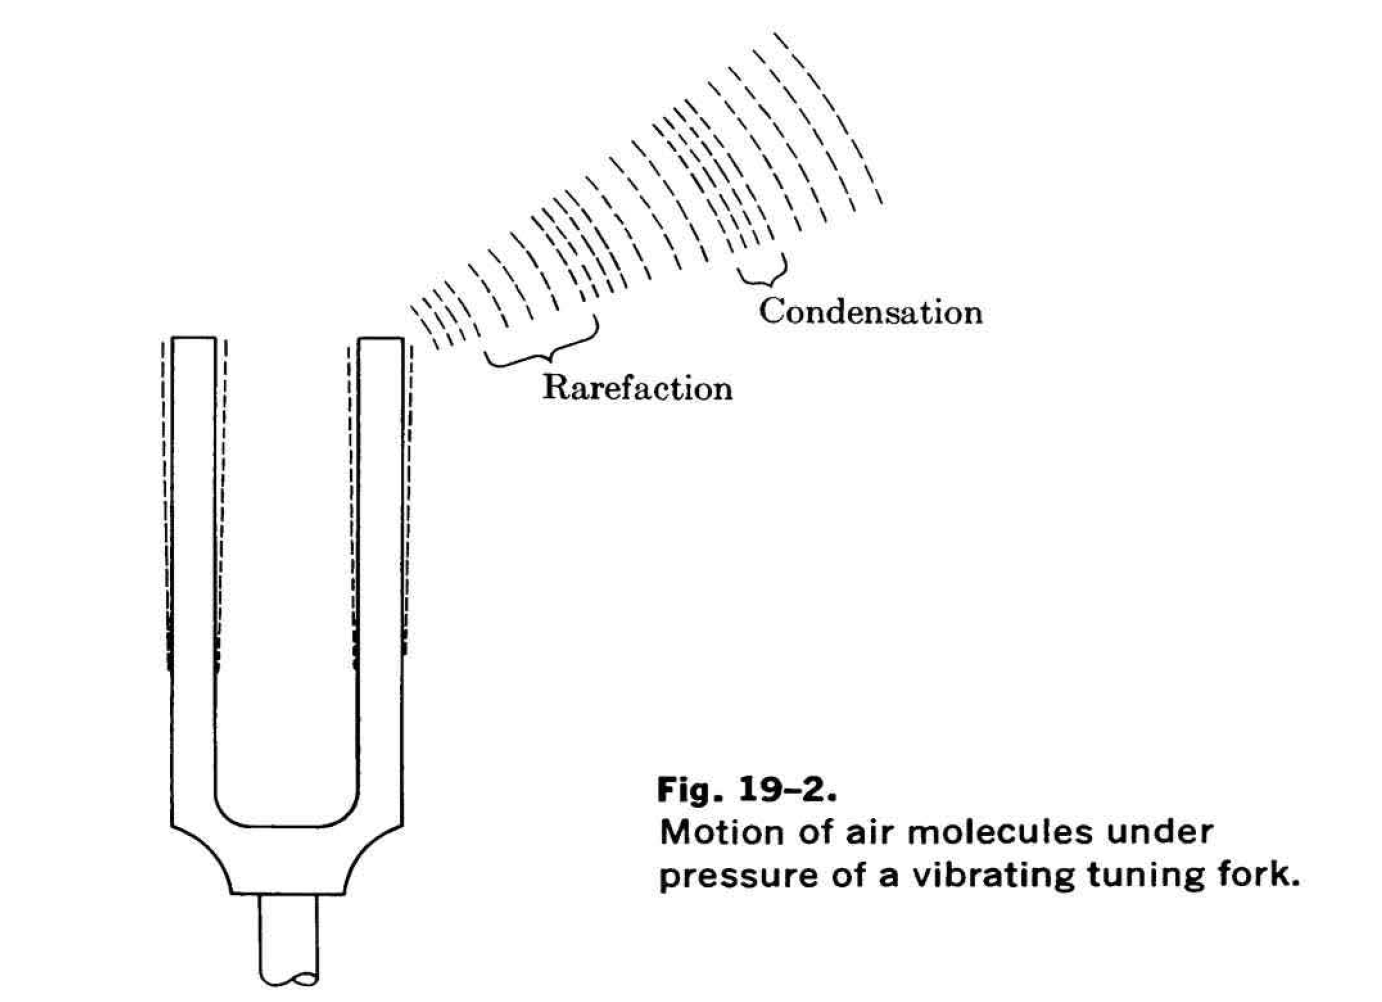 Condensation
Rarefaction
Fig. 19–2.
Motion of air molecules under
pressure of a vibrating tuning fork.